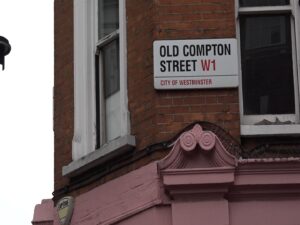 OLD COMPTON
STREET W1
CITY OF WESTMINSTER